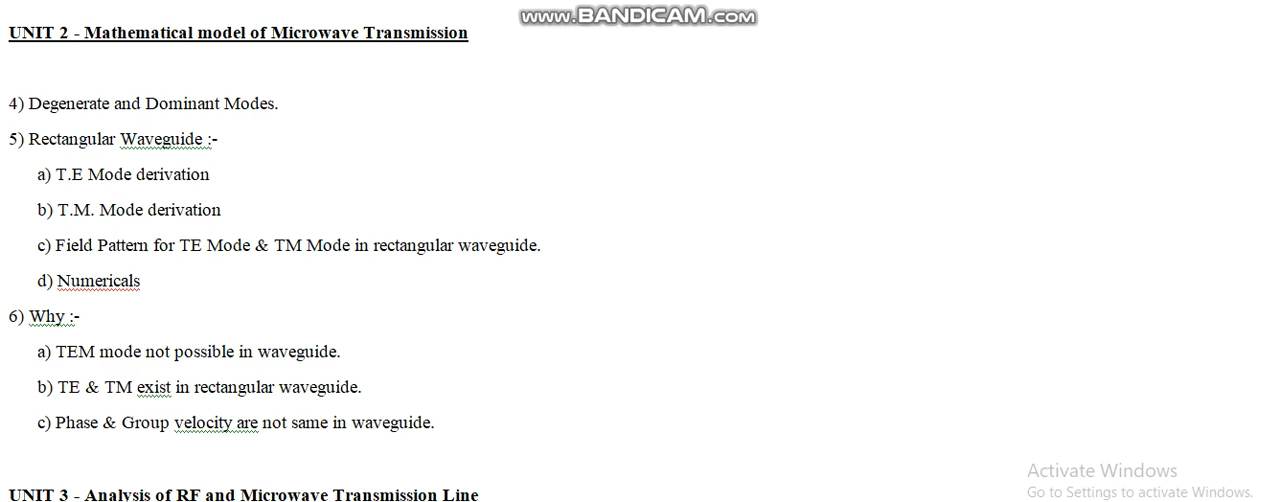 www.BANDICAM.com
UNIT 2 - Mathematical model of Microwave Transmission
4) Degenerate and Dominant Modes.
5) Rectangular Waveguide :-
a) T.E Mode derivation
b) T.M. Mode derivation
c) Field Pattern for TE Mode & TM Mode in rectangular waveguide.
d) Numericals
6) Why :-
a) TEM mode not possible in waveguide.
b) TE & TM exist in rectangular waveguide.
c) Phase & Group velocity are not same in waveguide.
Activate Windows
Go to Settings to activate Windows.
UNIT 3 - Analysis of RF and Microwave Transmission Line